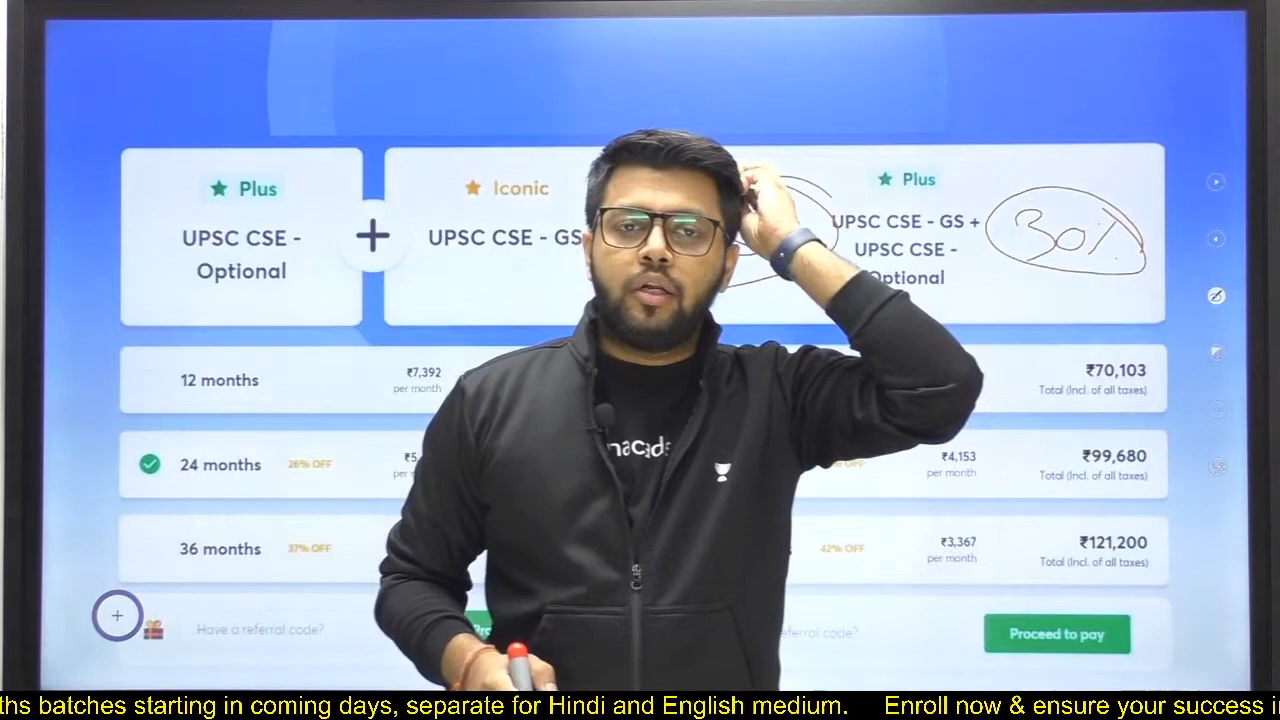 Plus
UPSC CSE -
Optional
+
Iconic
UPSC CSE - GS
Plus
UPSC CSE - GS +
UPSC CSE -
Optional
30%
12 months
₹7,392
per month
₹70,103
Total (Incl. of all taxes)
24 months
26% OFF
₹4,153
per month
₹99,680
Total (Incl. of all taxes)
36 months
37% OFF
42% OFF
₹3,367
per month
₹121,200
Total (Incl. of all taxes)
+
Have a referral code?
eferral code?
Proceed to pay
nacade
ths batches starting in coming days, separate for Hindi and English medium. Enroll now & ensure your success i